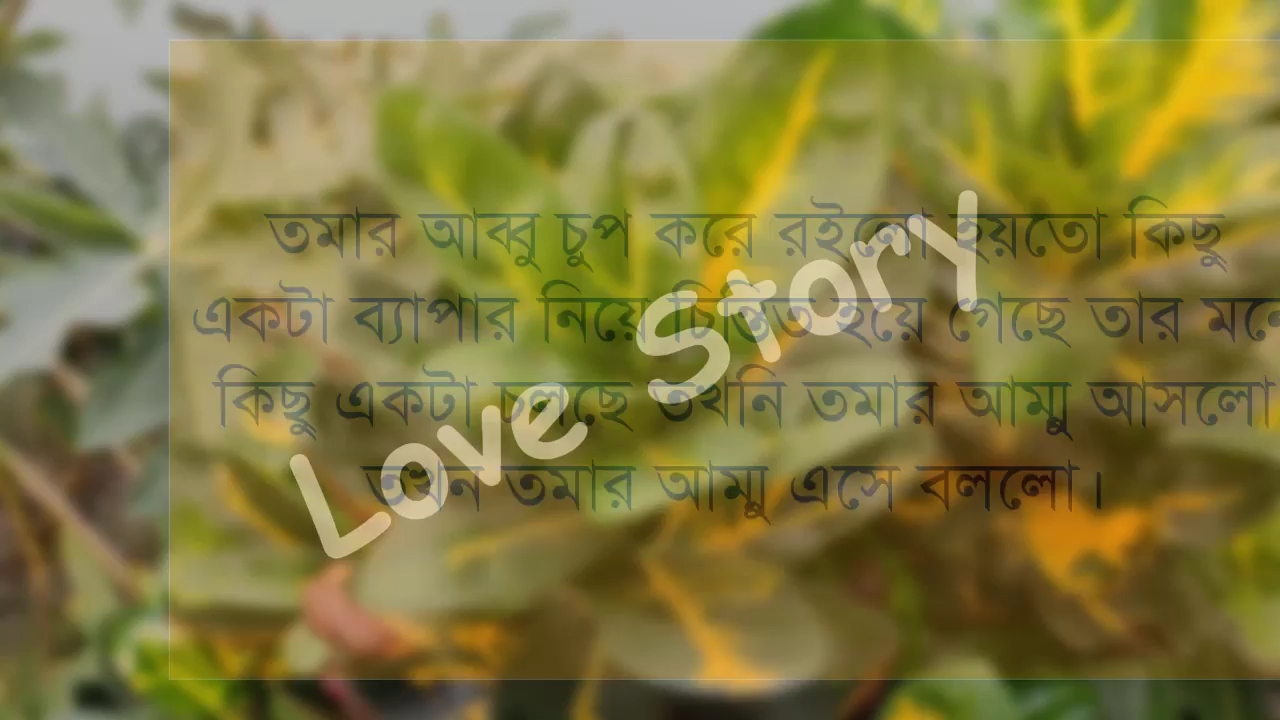 তমার আব্বু চুপ করে রইলো হয়তো কিছু
একটা ব্যাপার নিয়ে চিন্তিত হয়ে গেছে তার মনে
কিছু একটা চলছে তখনি তমার আম্মু আসলো
তখন তমার আম্মু এসে বললো।
Love Story